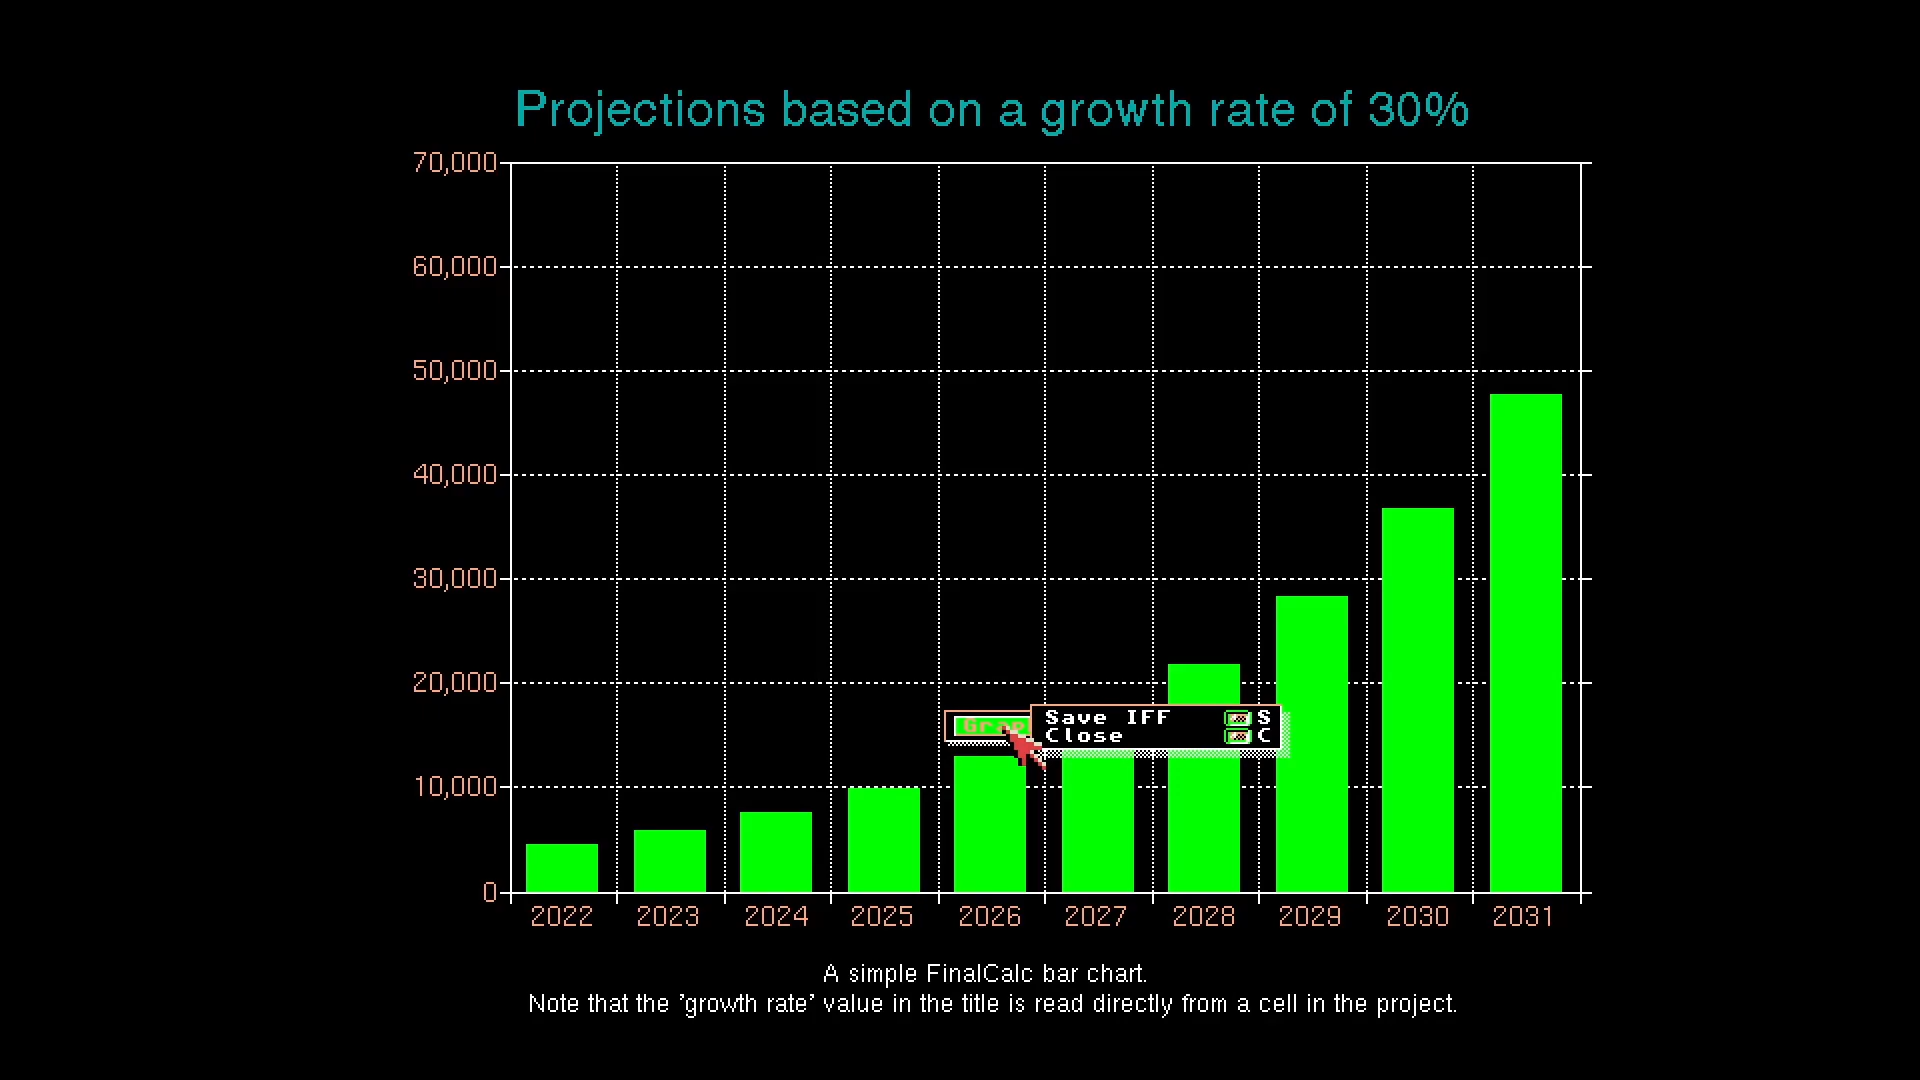 Projections based on a growth rate of 30%
70,000
60,000
50,000
40,000
30,000
20,000
10,000
0
Save IFF S
Close C
2022 2023 2024 2025 2026 2027 2028 2029 2030 2031
A simple FinalCalc bar chart.
Note that the 'growth rate' value in the title is read directly from a cell in the project.